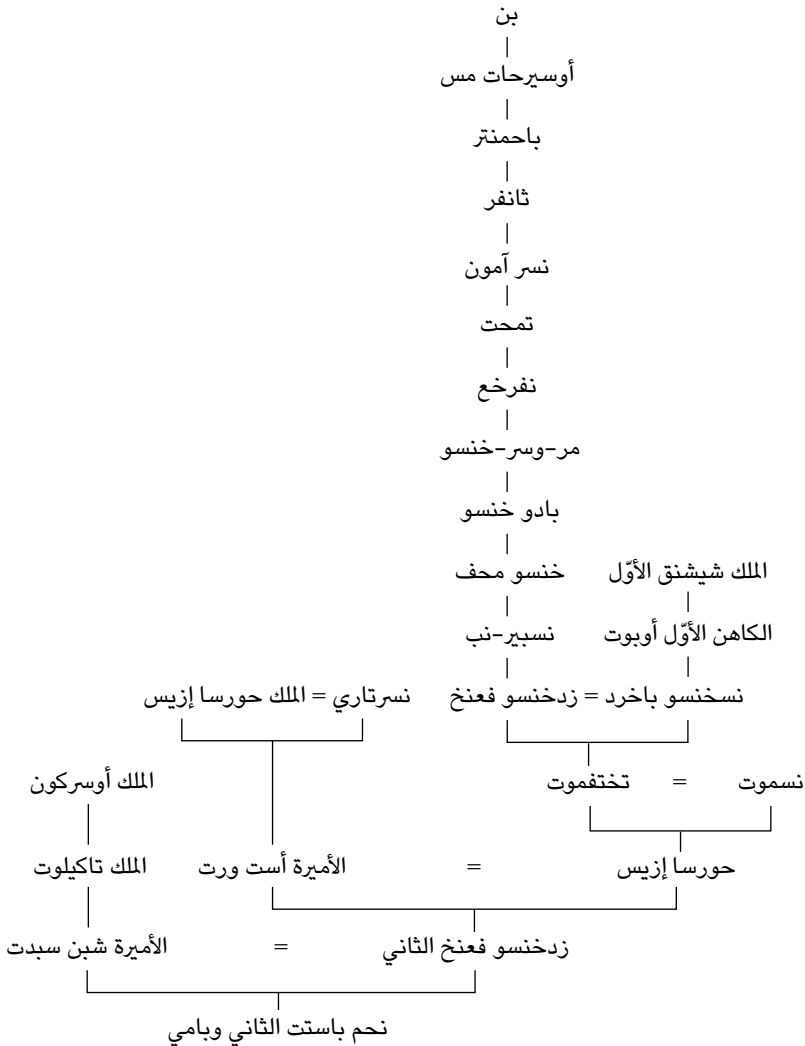 بن
أوسيرحات مس
باحمنتر
ثانفر
نسر آمون
تمحت
نفرخع
مر-وسر-خنسو
بادو خنسو
الملك شيشنق الأوّل خنسو محف
الكاهن الأوّل أوبوت نسبير-نب
نسخنسو باخرد = زدخنسو فعنخ نسرتاري = الملك حورسا إزيس
نسموت = تختفموت الملك أوسركون
حورسا إزيس = الأميرة أست ورت الملك تاكيلوت
زدخنسو فعنخ الثاني = الأميرة شبن سبدت
نحم باستت الثاني وبامي